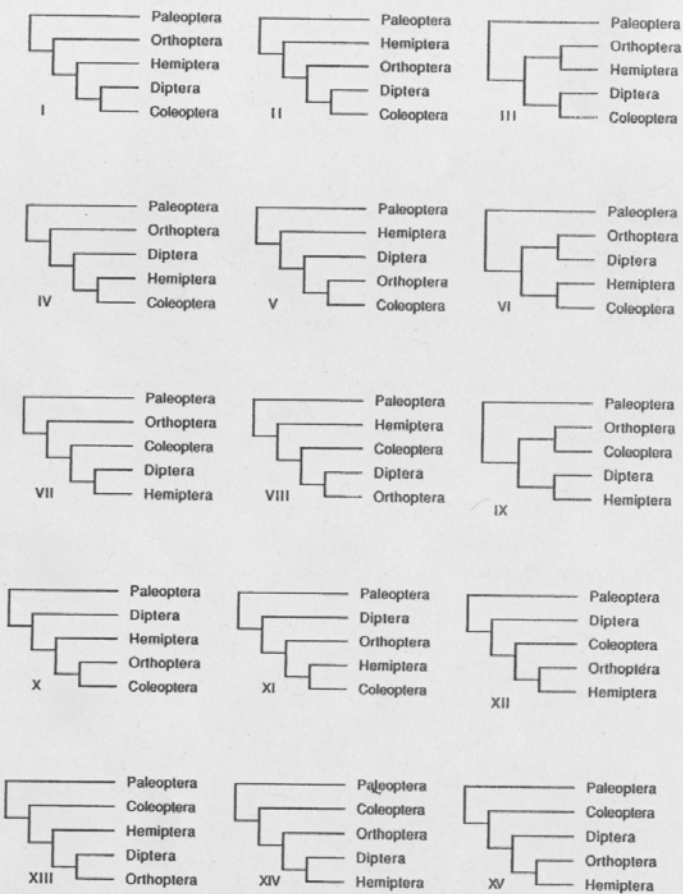 Paleoptera
Orthoptera
Hemiptera
Diptera
Coleoptera
I
Paleoptera
Hemiptera
Orthoptera
Diptera
Coleoptera
II
Paleoptera
Orthoptera
Hemiptera
Diptera
Coleoptera
III
Paleoptera
Orthoptera
Diptera
Hemiptera
Coleoptera
IV
Paleoptera
Hemiptera
Diptera
Orthoptera
Coleoptera
V
Paleoptera
Orthoptera
Diptera
Hemiptera
Coleoptera
VI
Paleoptera
Orthoptera
Coleoptera
Diptera
Hemiptera
VII
Paleoptera
Hemiptera
Coleoptera
Diptera
Orthoptera
VIII
Paleoptera
Orthoptera
Coleoptera
Diptera
Hemiptera
IX
Paleoptera
Diptera
Hemiptera
Orthoptera
Coleoptera
X
Paleoptera
Diptera
Orthoptera
Hemiptera
Coleoptera
XI
Paleoptera
Diptera
Coleoptera
Orthoptera
Hemiptera
XII
Paleoptera
Coleoptera
Hemiptera
Diptera
Orthoptera
XIII
Paleoptera
Coleoptera
Orthoptera
Diptera
Hemiptera
XIV
Paleoptera
Coleoptera
Diptera
Orthoptera
Hemiptera
XV